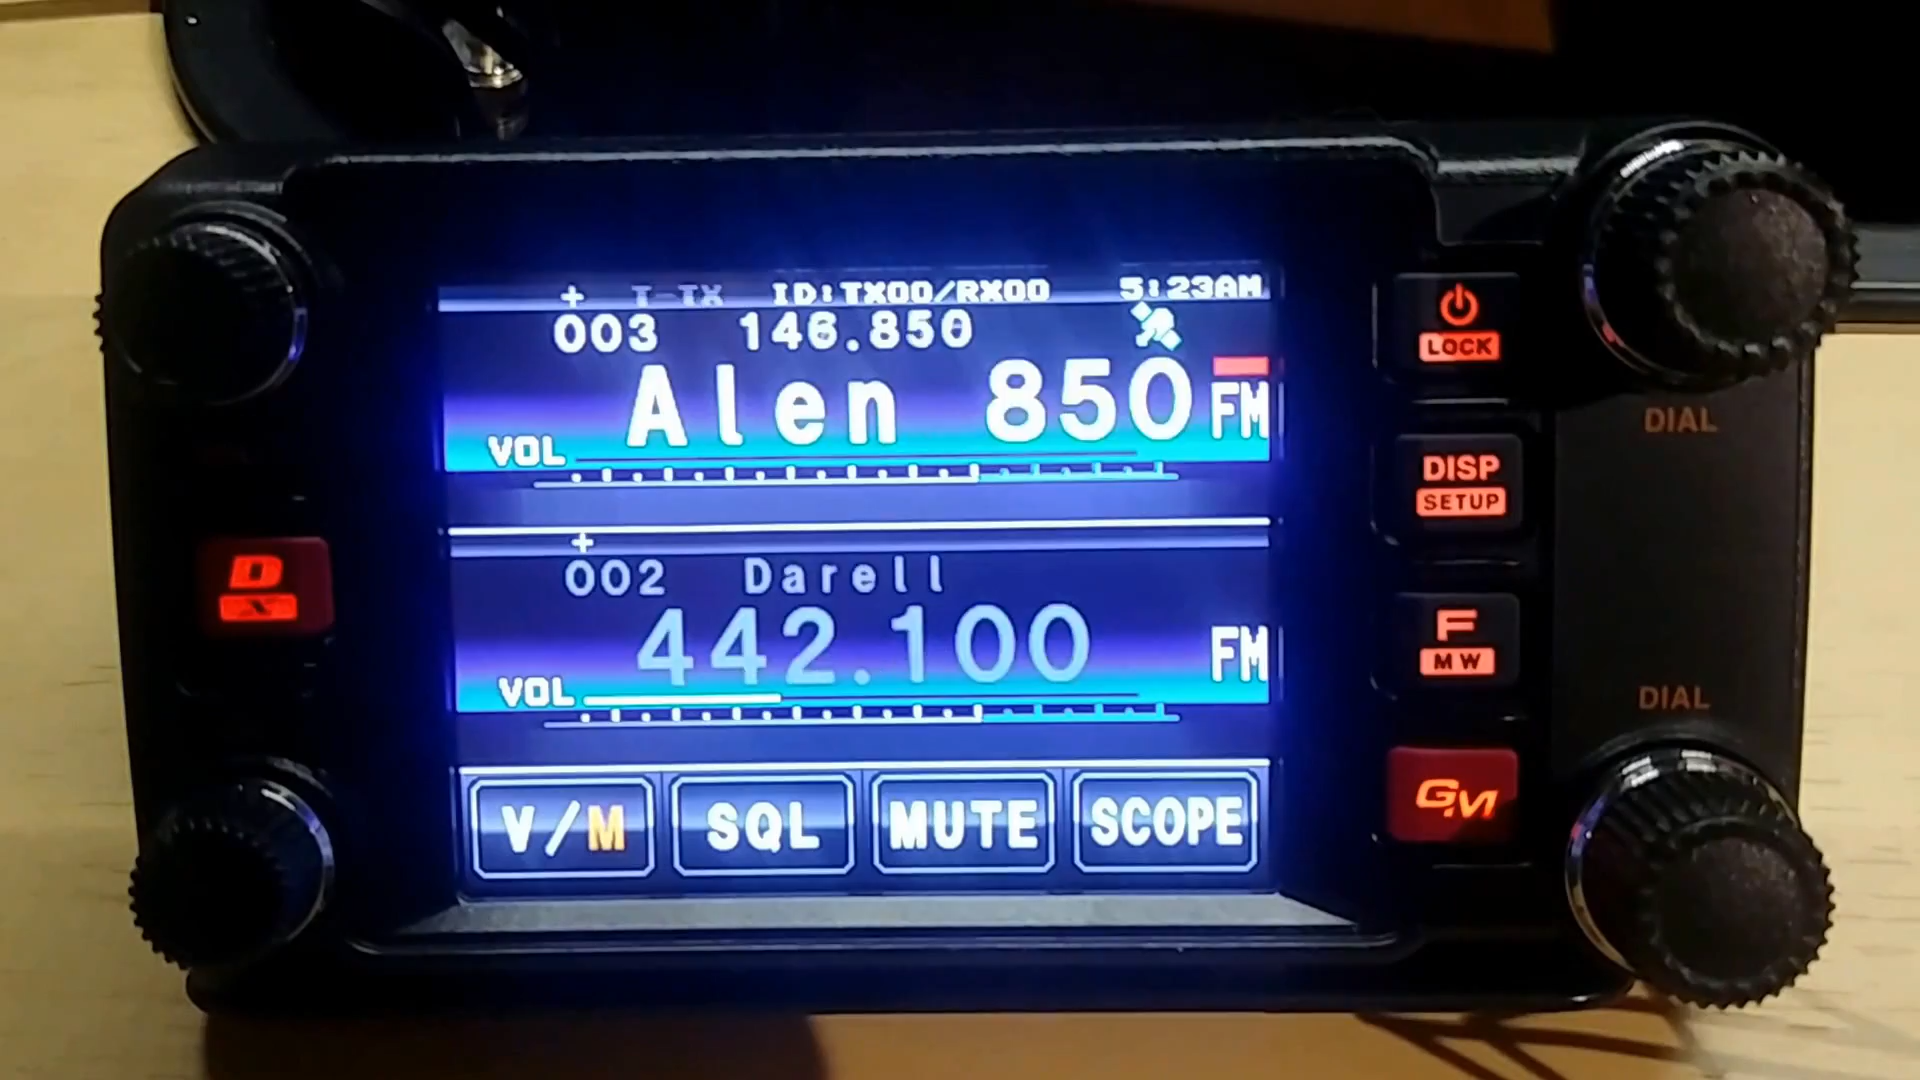 + T-TX ID:TX00/RX00 5:23AM
003 146.850
Alen 850 FM
VOL
+
002 Darell
442.100 FM
VOL
V/M SQL MUTE SCOPE
D
X
LOCK
DISP
SETUP
F
MW
GM
DIAL
DIAL